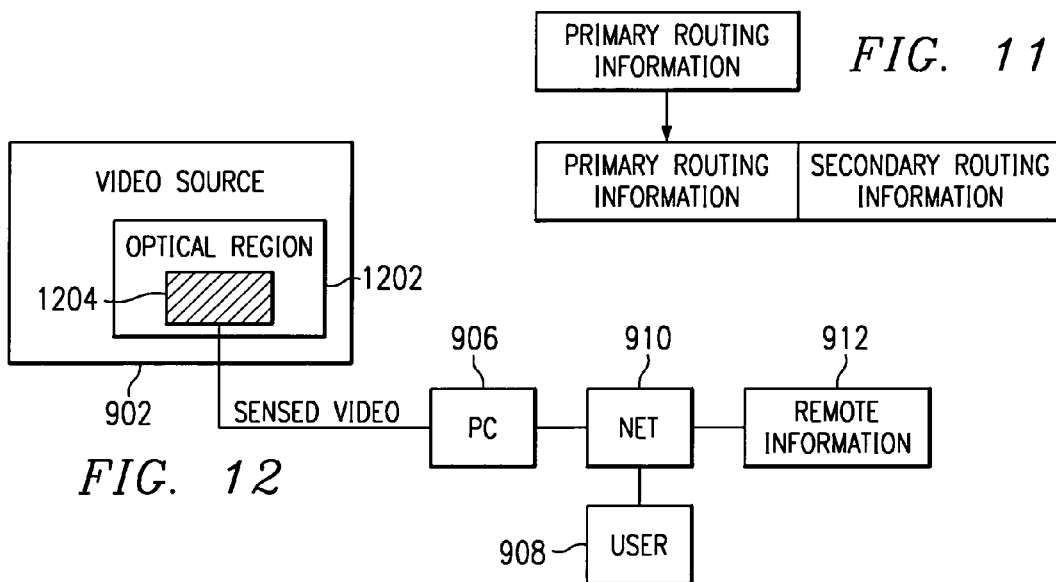 PRIMARY ROUTING
INFORMATION
FIG. 11
PRIMARY ROUTING
INFORMATION
SECONDARY ROUTING
INFORMATION
VIDEO SOURCE
OPTICAL REGION
1204
1202
902
SENSED VIDEO
906
PC
910
NET
912
REMOTE
INFORMATION
908
USER
FIG. 12